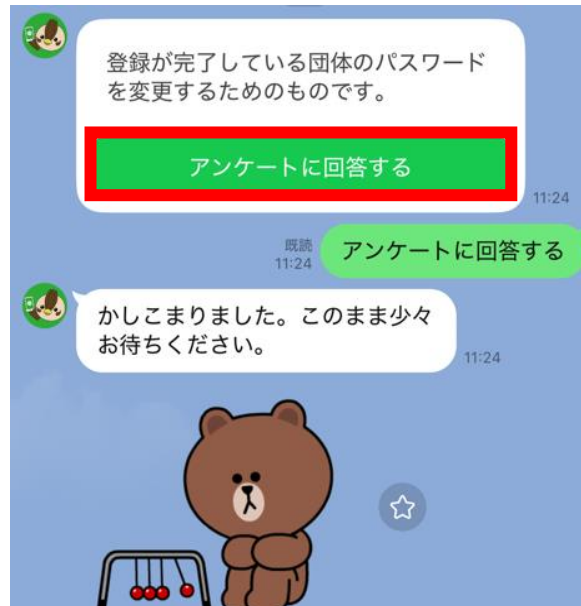 登録が完了している団体のパスワード
を変更するためのものです。
アンケートに回答する
11:24
既読
11:24
アンケートに回答する
かしこまりました。このまま少々
お待ちください。
11:24